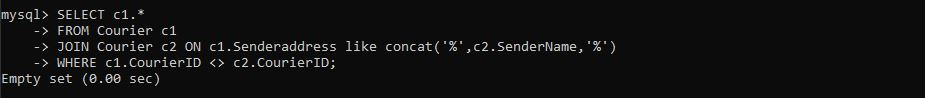 mysql> SELECT c1.*
-> FROM Courier c1
-> JOIN Courier c2 ON c1.Senderaddress like concat('%',c2.SenderName,'%')
-> WHERE c1.CourierID <> c2.CourierID;
Empty set (0.00 sec)